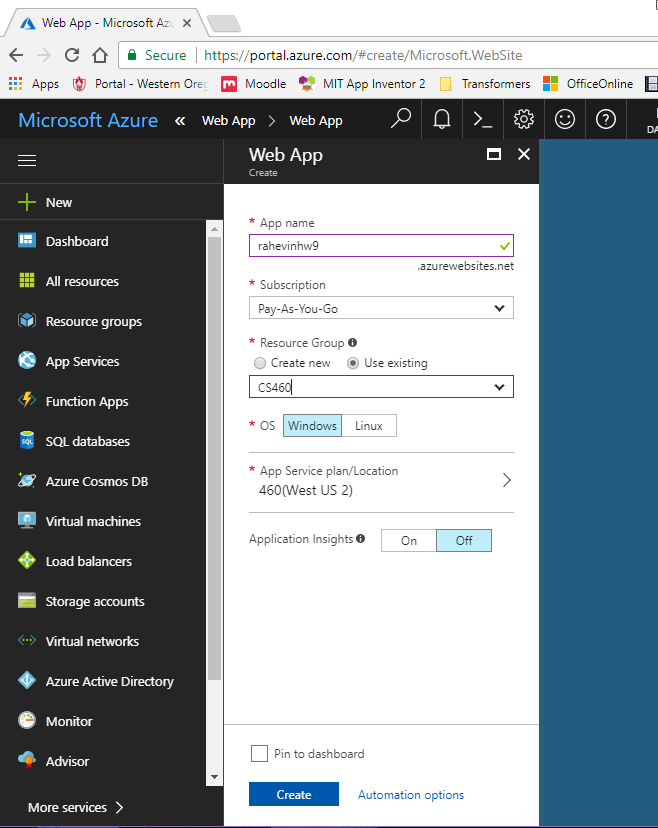 Web App - Microsoft Azu
Secure
https://portal.azure.com/#create/Microsoft.WebSite
Apps
Portal - Western Oreg
Moodle
MIT App Inventor 2
Transformers
OfficeOnline
Microsoft Azure
Web App
Web App
DA
Web App
Create
New
Dashboard
All resources
Resource groups
App Services
Function Apps
SQL
SQL databases
Azure Cosmos DB
Virtual machines
Load balancers
Storage accounts
Virtual networks
Azure Active Directory
Monitor
Advisor
More services
* App name
rahevinhw9
.azurewebsites.net
* Subscription
Pay-As-You-Go
* Resource Group
Create new Use existing
CS460
* OS Windows Linux
* App Service plan/Location
460(West US 2)
Application Insights On Off
Pin to dashboard
Create Automation options